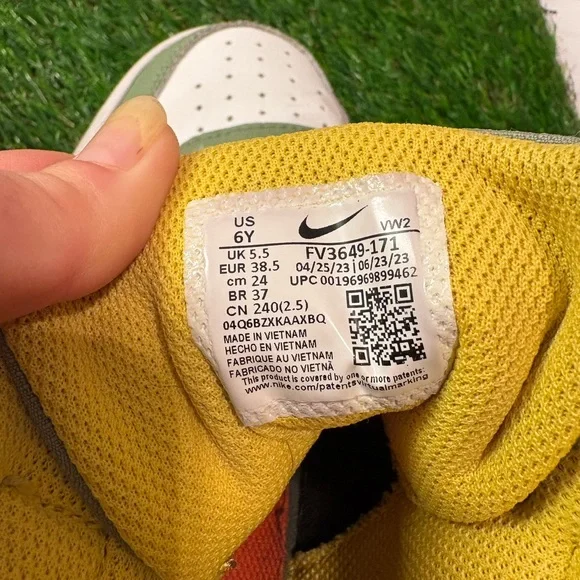 US
6Y
VW2
UK 5.5
FV3649-171
EUR 38.5
04/25/23 | 06/23/23
cm 24
UPC 00196969899462
BR 37
CN 240(2.5)
04Q6BZXKAAXBQ
MADE IN VIETNAM
HECHO EN VIETNAM
FABRIQUE AU VIETNAM
FABRICADO NO VIETNÃ
This product is covered by one or more patents.
www.nike.com/patentsvirtualmarking